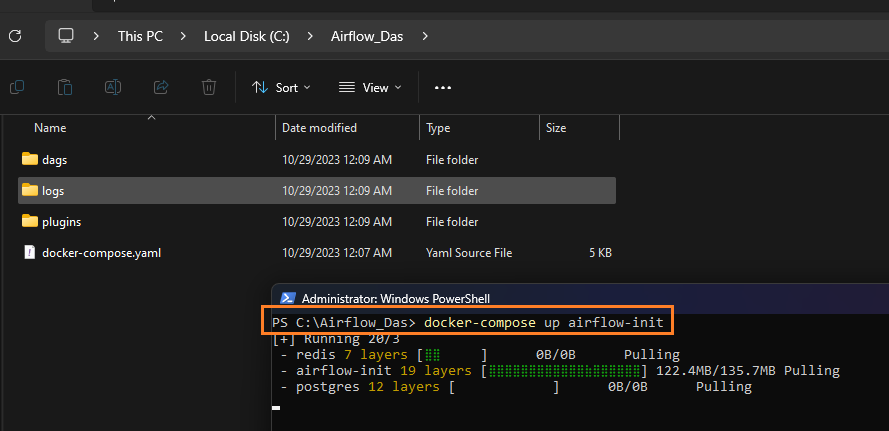 This PC > Local Disk (C:) > Airflow_Das >
Sort View
Name Date modified Type Size
dags 10/29/2023 12:09 AM File folder
logs 10/29/2023 12:09 AM File folder
plugins 10/29/2023 12:09 AM File folder
docker-compose.yaml 10/29/2023 12:07 AM Yaml Source File 5 KB
Administrator: Windows PowerShell
PS C:\Airflow_Das> docker-compose up airflow-init
[+] Running 20/3
- redis 7 layers [⣿⣿      ] 0B/0B Pulling
- airflow-init 19 layers [⣿⣿⣿⣿⣿⣿⣿⣿⣿⣿⣿⣿⣷⣿⣿⣿⣿⣿⣿] 122.4MB/135.7MB Pulling
- postgres 12 layers [            ] 0B/0B Pulling